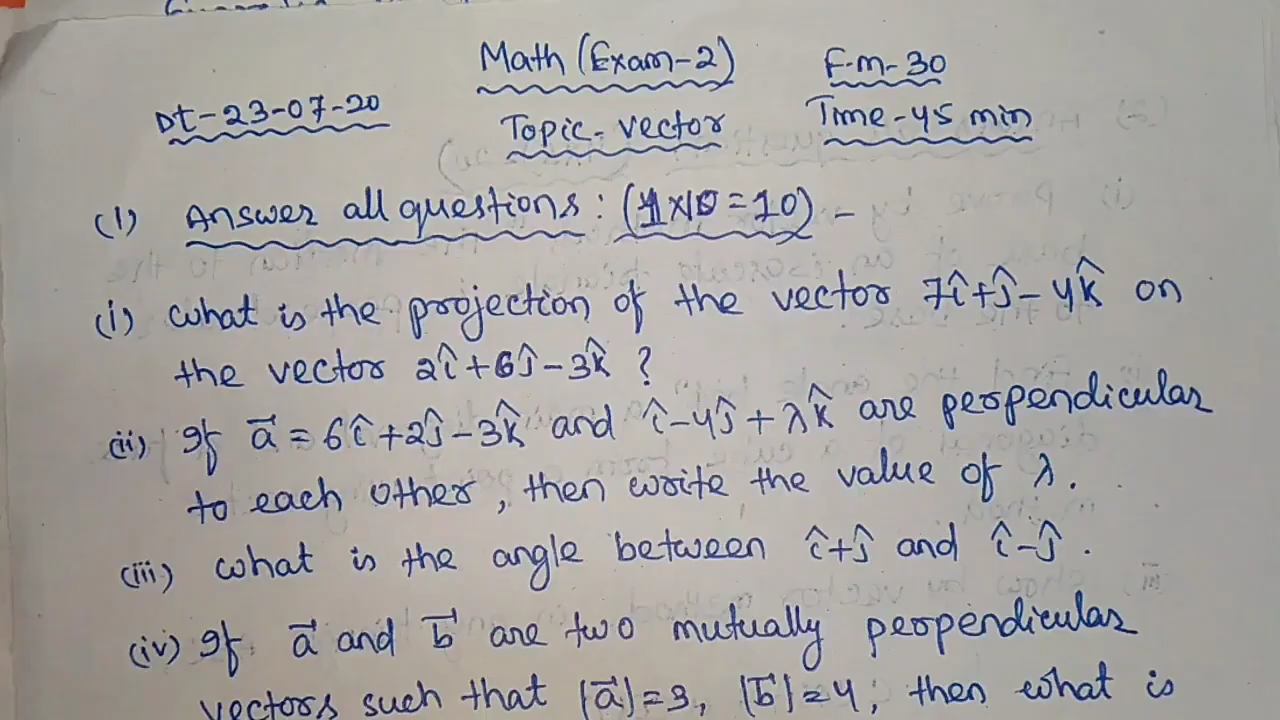 Math (Exam-2)
F.m-30
Dt-23-07-20
Topic- vector
Time-45 min
(1) Answer all questions: (1×10=10) -
(i) what is the projection of the vector 7î+ĵ-4k̂ on
the vector 2î+6ĵ-3k̂ ?
(ii) If a⃗ = 6î+2ĵ-3k̂ and î-4ĵ+λk̂ are perpendicular
to each other, then write the value of λ.
(iii) what is the angle between î+ĵ and î-ĵ.
(iv) If a⃗ and b⃗ are two mutually perpendicular
vectors such that |a⃗|=3, |b⃗|=4, then what is